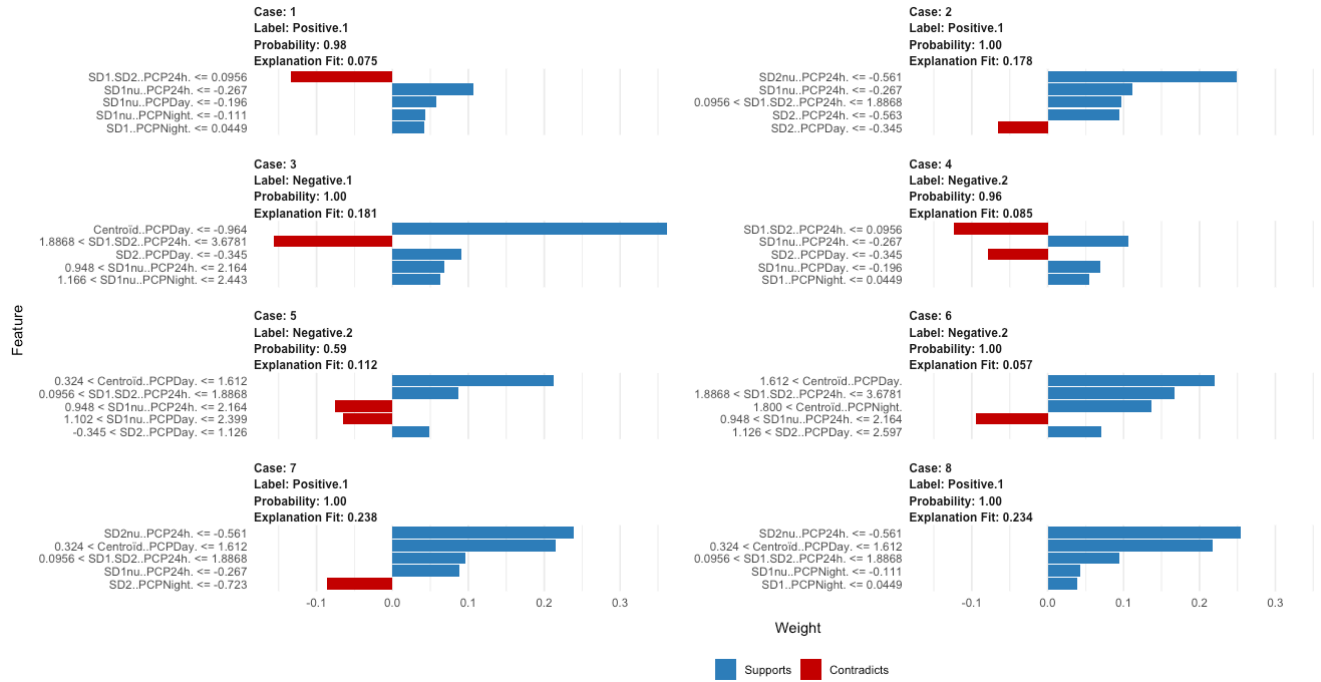 Case: 1
Label: Positive.1
Probability: 0.98
Explanation Fit: 0.075
SD1.SD2..PCP24h. <= 0.0956
SD1nu..PCP24h. <= -0.267
SD1nu..PCPDay. <= -0.196
SD1nu..PCPNight. <= -0.111
SD1..PCPNight. <= 0.0449
Case: 2
Label: Positive.1
Probability: 1.00
Explanation Fit: 0.178
SD2nu..PCP24h. <= -0.561
SD1nu..PCP24h. <= -0.267
0.0956 < SD1.SD2..PCP24h. <= 1.8868
SD2..PCP24h. <= -0.563
SD2..PCPDay. <= -0.345
Case: 3
Label: Negative.1
Probability: 1.00
Explanation Fit: 0.181
Centroïd..PCPDay. <= -0.964
1.8868 < SD1.SD2..PCP24h. <= 3.6781
SD2..PCPDay. <= -0.345
0.948 < SD1nu..PCP24h. <= 2.164
1.166 < SD1nu..PCPNight. <= 2.443
Case: 4
Label: Negative.2
Probability: 0.96
Explanation Fit: 0.085
SD1.SD2..PCP24h. <= 0.0956
SD1nu..PCP24h. <= -0.267
SD2..PCPDay. <= -0.345
SD1nu..PCPDay. <= -0.196
SD1..PCPNight. <= 0.0449
Feature
Case: 5
Label: Negative.2
Probability: 0.59
Explanation Fit: 0.112
0.324 < Centroïd..PCPDay. <= 1.612
0.0956 < SD1.SD2..PCP24h. <= 1.8868
0.948 < SD1nu..PCP24h. <= 2.164
1.102 < SD1nu..PCPDay. <= 2.399
-0.345 < SD2..PCPDay. <= 1.126
Case: 6
Label: Negative.2
Probability: 1.00
Explanation Fit: 0.057
1.612 < Centroïd..PCPDay.
1.8868 < SD1.SD2..PCP24h. <= 3.6781
1.800 < Centroïd..PCPNight.
0.948 < SD1nu..PCP24h. <= 2.164
1.126 < SD2..PCPDay. <= 2.597
Case: 7
Label: Positive.1
Probability: 1.00
Explanation Fit: 0.238
SD2nu..PCP24h. <= -0.561
0.324 < Centroïd..PCPDay. <= 1.612
0.0956 < SD1.SD2..PCP24h. <= 1.8868
SD1nu..PCP24h. <= -0.267
SD2..PCPNight. <= -0.723
Case: 8
Label: Positive.1
Probability: 1.00
Explanation Fit: 0.234
SD2nu..PCP24h. <= -0.561
0.324 < Centroïd..PCPDay. <= 1.612
0.0956 < SD1.SD2..PCP24h. <= 1.8868
SD1nu..PCPNight. <= -0.111
SD1..PCPNight. <= 0.0449
-0.1 0.0 0.1 0.2 0.3
-0.1 0.0 0.1 0.2 0.3
Weight
Supports Contradicts